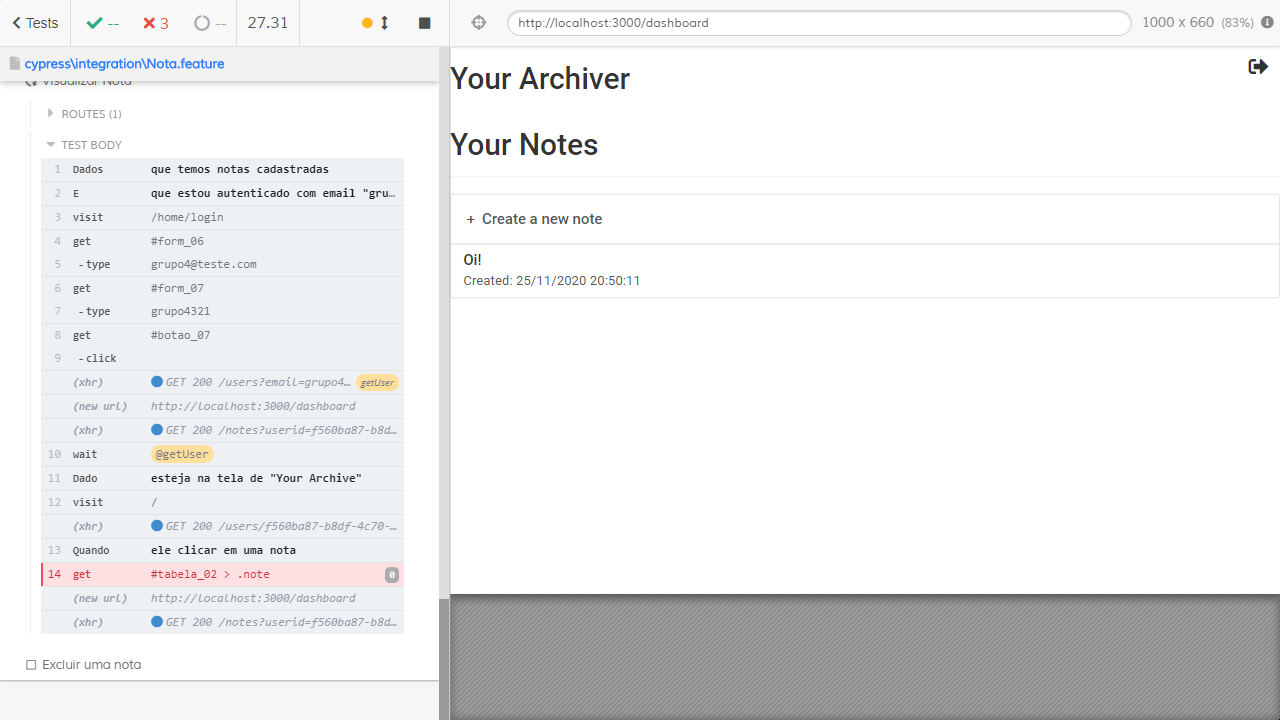 Tests
--
3
--
27.31
http://localhost:3000/dashboard
1000 x 660 (83%)
cypress\integration\Nota.feature
Visualizar Nota
ROUTES (1)
TEST BODY
1 Dados que temos notas cadastradas
2 E que estou autenticado com email "gru…
3 visit /home/login
4 get #form_06
5 -type grupo4@teste.com
6 get #form_07
7 -type grupo4321
8 get #botao_07
9 -click
(xhr) GET 200 /users?email=grupo4… getUser
(new url) http://localhost:3000/dashboard
(xhr) GET 200 /notes?userid=f560ba87-b8d…
10 wait @getUser
11 Dado esteja na tela de "Your Archive"
12 visit /
(xhr) GET 200 /users/f560ba87-b8df-4c70-…
13 Quando ele clicar em uma nota
14 get #tabela_02 > .note 0
(new url) http://localhost:3000/dashboard
(xhr) GET 200 /notes?userid=f560ba87-b8d…
Excluir uma nota
Your Archiver
Your Notes
+ Create a new note
Oi!
Created: 25/11/2020 20:50:11